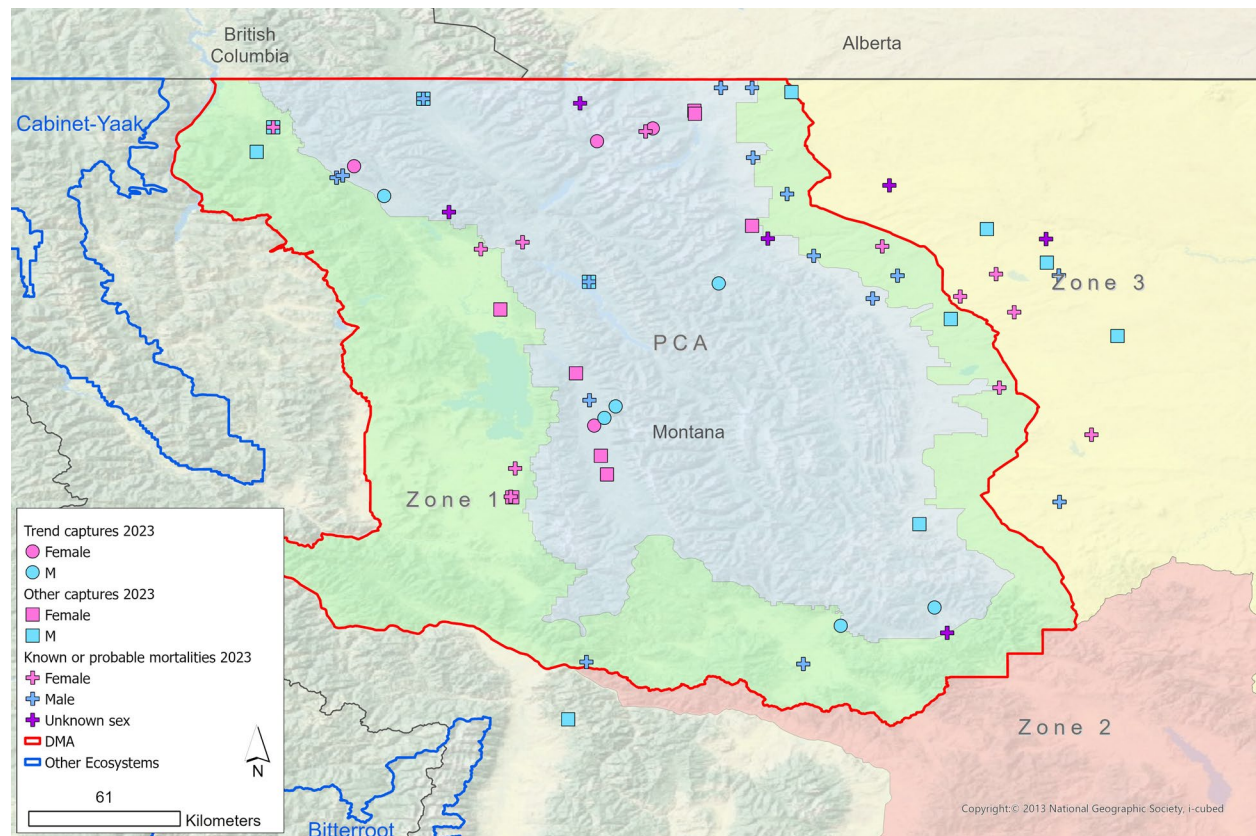 British
Columbia
Alberta
Cabinet-Yaak
Zone 3
PCA
Montana
Zone 1
Zone 2
Trend captures 2023
Female
M
Other captures 2023
Female
M
Known or probable mortalities 2023
Female
Male
Unknown sex
DMA
Other Ecosystems
N
61
Kilometers
Bitterroot
Copyright:© 2013 National Geographic Society, i-cubed